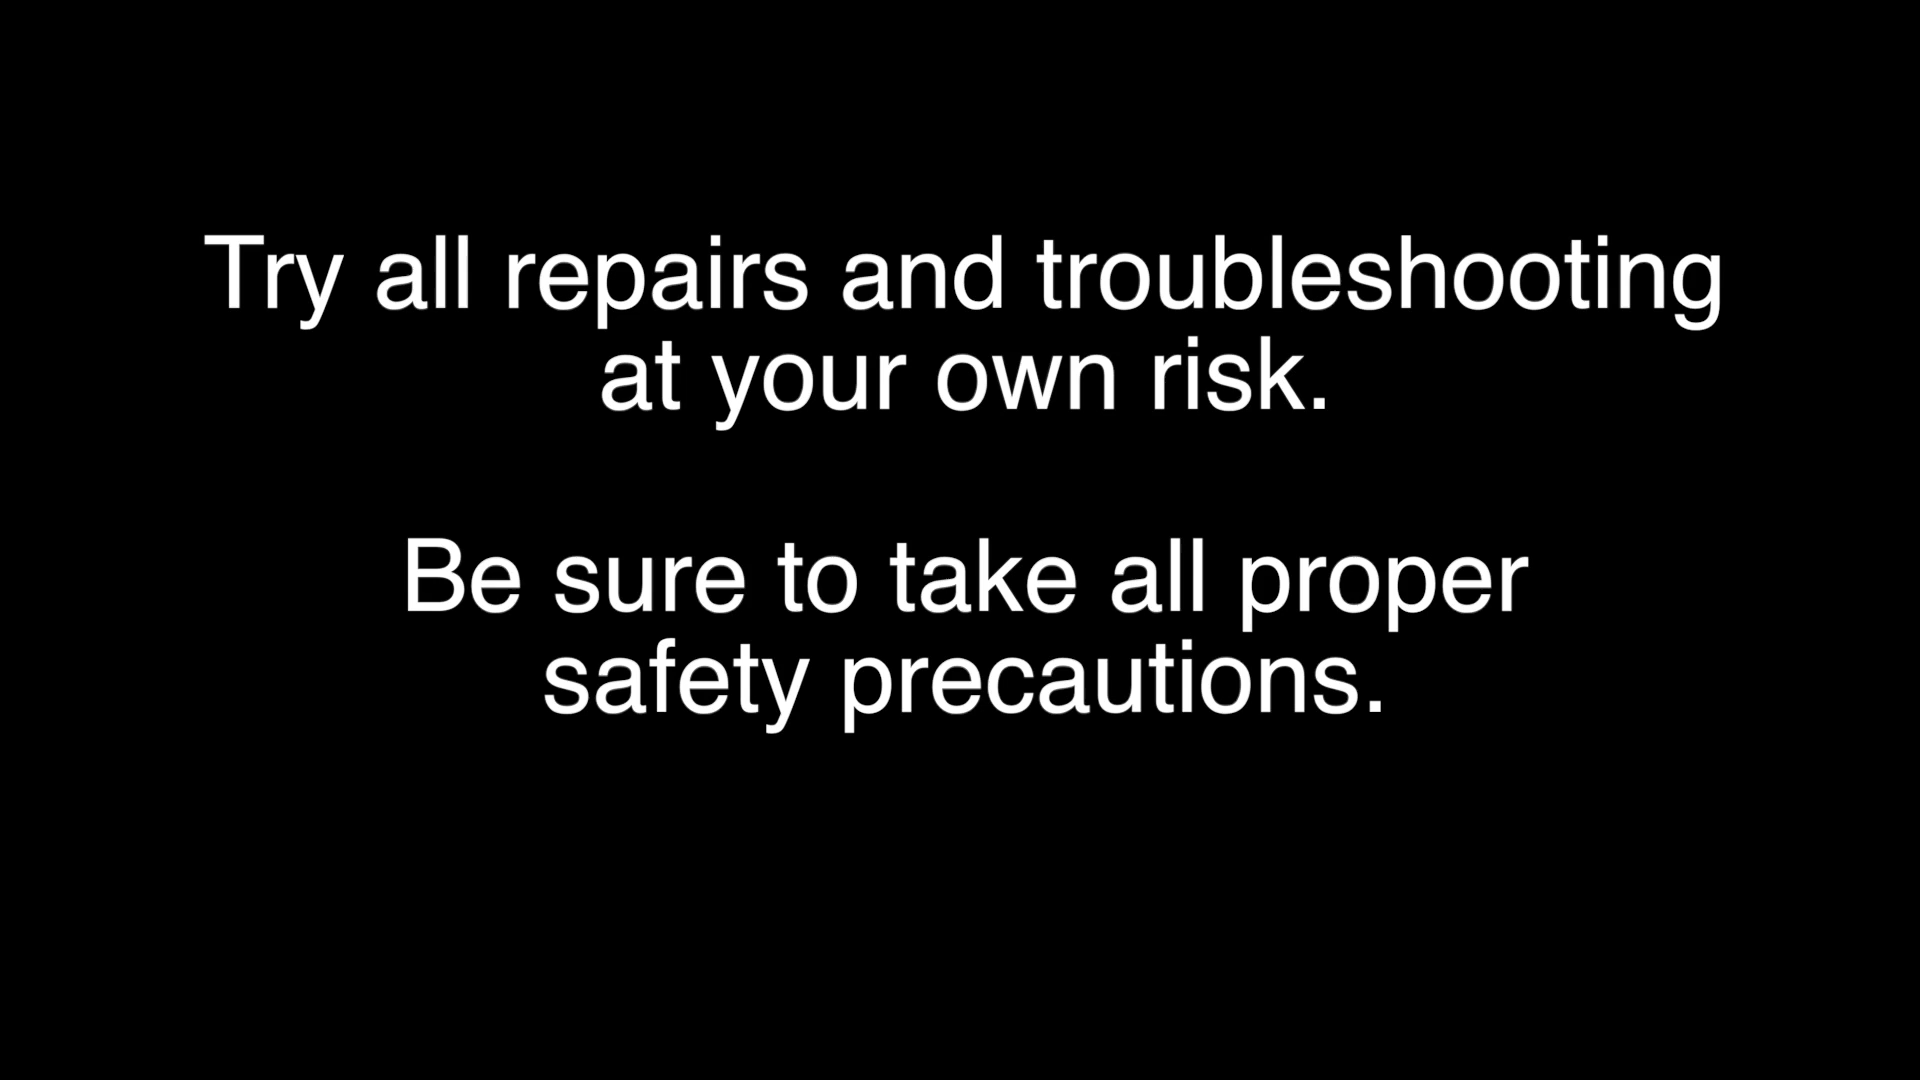 Try all repairs and troubleshooting
at your own risk.
Be sure to take all proper
safety precautions.